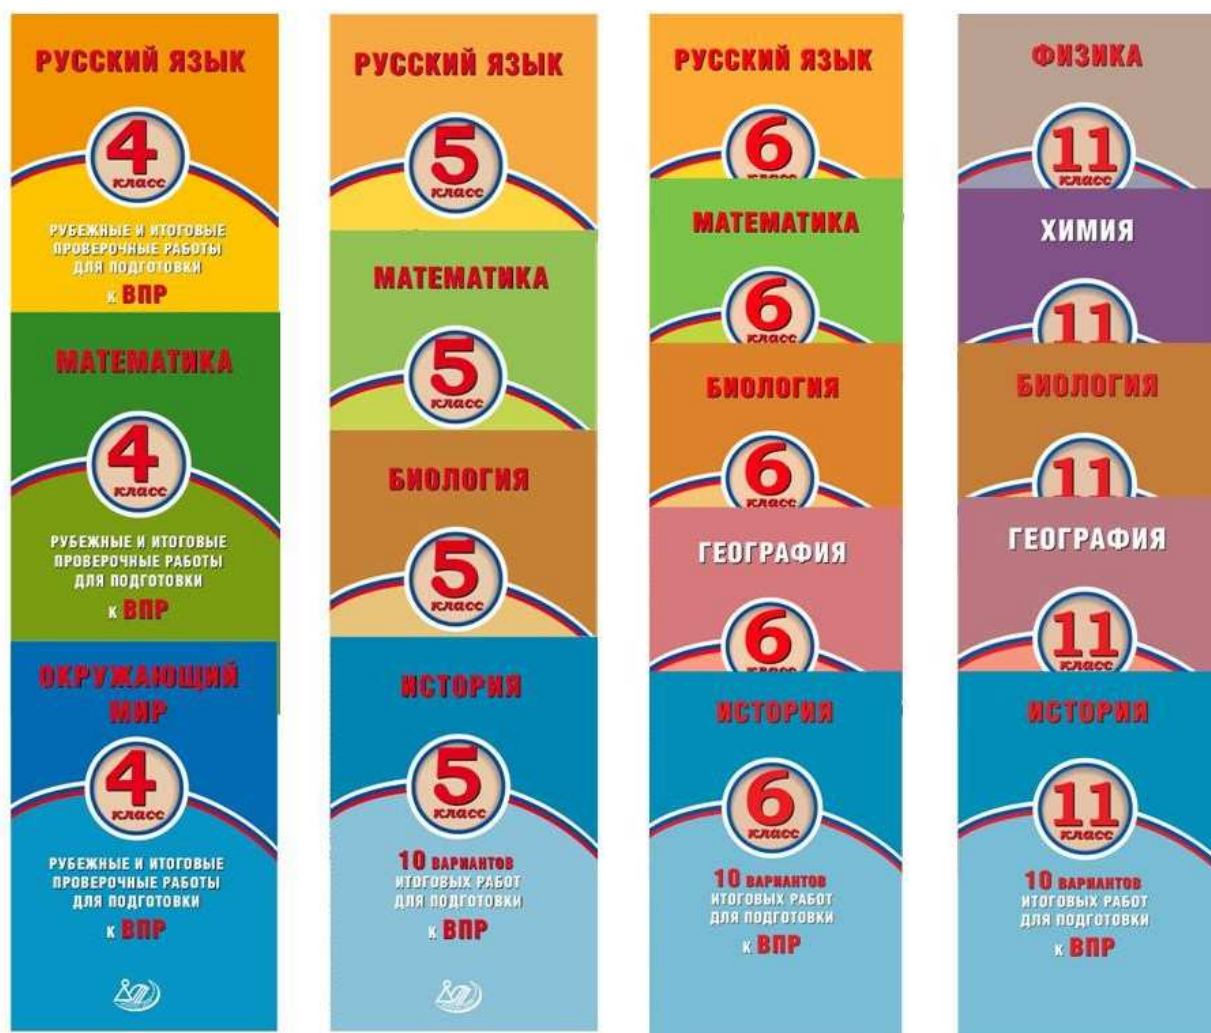 РУССКИЙ ЯЗЫК
4
класс
РУБЕЖНЫЕ И ИТОГОВЫЕ
ПРОВЕРОЧНЫЕ РАБОТЫ
ДЛЯ ПОДГОТОВКИ
К ВПР
МАТЕМАТИКА
4
класс
РУБЕЖНЫЕ И ИТОГОВЫЕ
ПРОВЕРОЧНЫЕ РАБОТЫ
ДЛЯ ПОДГОТОВКИ
К ВПР
ОКРУЖАЮЩИЙ
МИР
4
класс
РУБЕЖНЫЕ И ИТОГОВЫЕ
ПРОВЕРОЧНЫЕ РАБОТЫ
ДЛЯ ПОДГОТОВКИ
К ВПР
РУССКИЙ ЯЗЫК
5
класс
МАТЕМАТИКА
5
класс
БИОЛОГИЯ
5
класс
ИСТОРИЯ
5
класс
10 ВАРИАНТОВ
ИТОГОВЫХ РАБОТ
ДЛЯ ПОДГОТОВКИ
К ВПР
РУССКИЙ ЯЗЫК
6
класс
МАТЕМАТИКА
6
класс
БИОЛОГИЯ
6
класс
ГЕОГРАФИЯ
6
класс
ИСТОРИЯ
6
класс
10 ВАРИАНТОВ
ИТОГОВЫХ РАБОТ
ДЛЯ ПОДГОТОВКИ
К ВПР
ФИЗИКА
11
класс
ХИМИЯ
11
БИОЛОГИЯ
11
ГЕОГРАФИЯ
11
класс
ИСТОРИЯ
11
класс
10 ВАРИАНТОВ
ИТОГОВЫХ РАБОТ
ДЛЯ ПОДГОТОВКИ
К ВПР